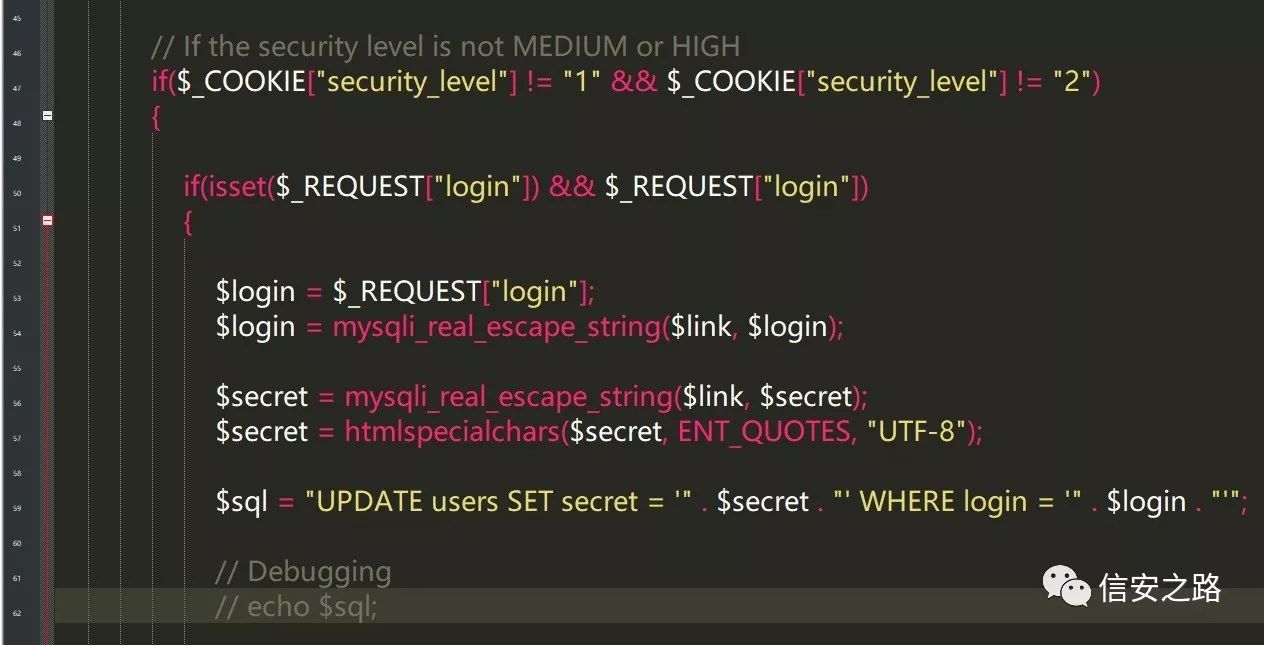 45
46 // If the security level is not MEDIUM or HIGH
47 if($_COOKIE["security_level"] != "1" && $_COOKIE["security_level"] != "2")
48 {
49
50 if(isset($_REQUEST["login"]) && $_REQUEST["login"])
51 {
52
53 $login = $_REQUEST["login"];
54 $login = mysqli_real_escape_string($link, $login);
55
56 $secret = mysqli_real_escape_string($link, $secret);
57 $secret = htmlspecialchars($secret, ENT_QUOTES, "UTF-8");
58
59 $sql = "UPDATE users SET secret = '" . $secret . "' WHERE login = '" . $login . "'";
60
61 // Debugging
62 // echo $sql;
信安之路